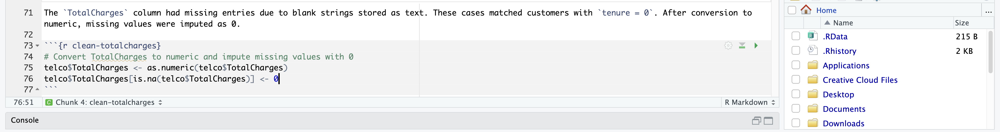 71 The `TotalCharges` column had missing entries due to blank strings stored as text. These cases matched customers with `tenure = 0`. After conversion to
numeric, missing values were imputed as 0.
72
73 ```{r clean-totalcharges}
74 # Convert TotalCharges to numeric and impute missing values with 0
75 telco$TotalCharges <- as.numeric(telco$TotalCharges)
76 telco$TotalCharges[is.na(telco$TotalCharges)] <- 0
77 ```
76:51 C Chunk 4: clean-totalcharges R Markdown
Console
Home ...
Name Size
.RData 215 B
.Rhistory 2 KB
Applications
Creative Cloud Files
Desktop
Documents
Downloads